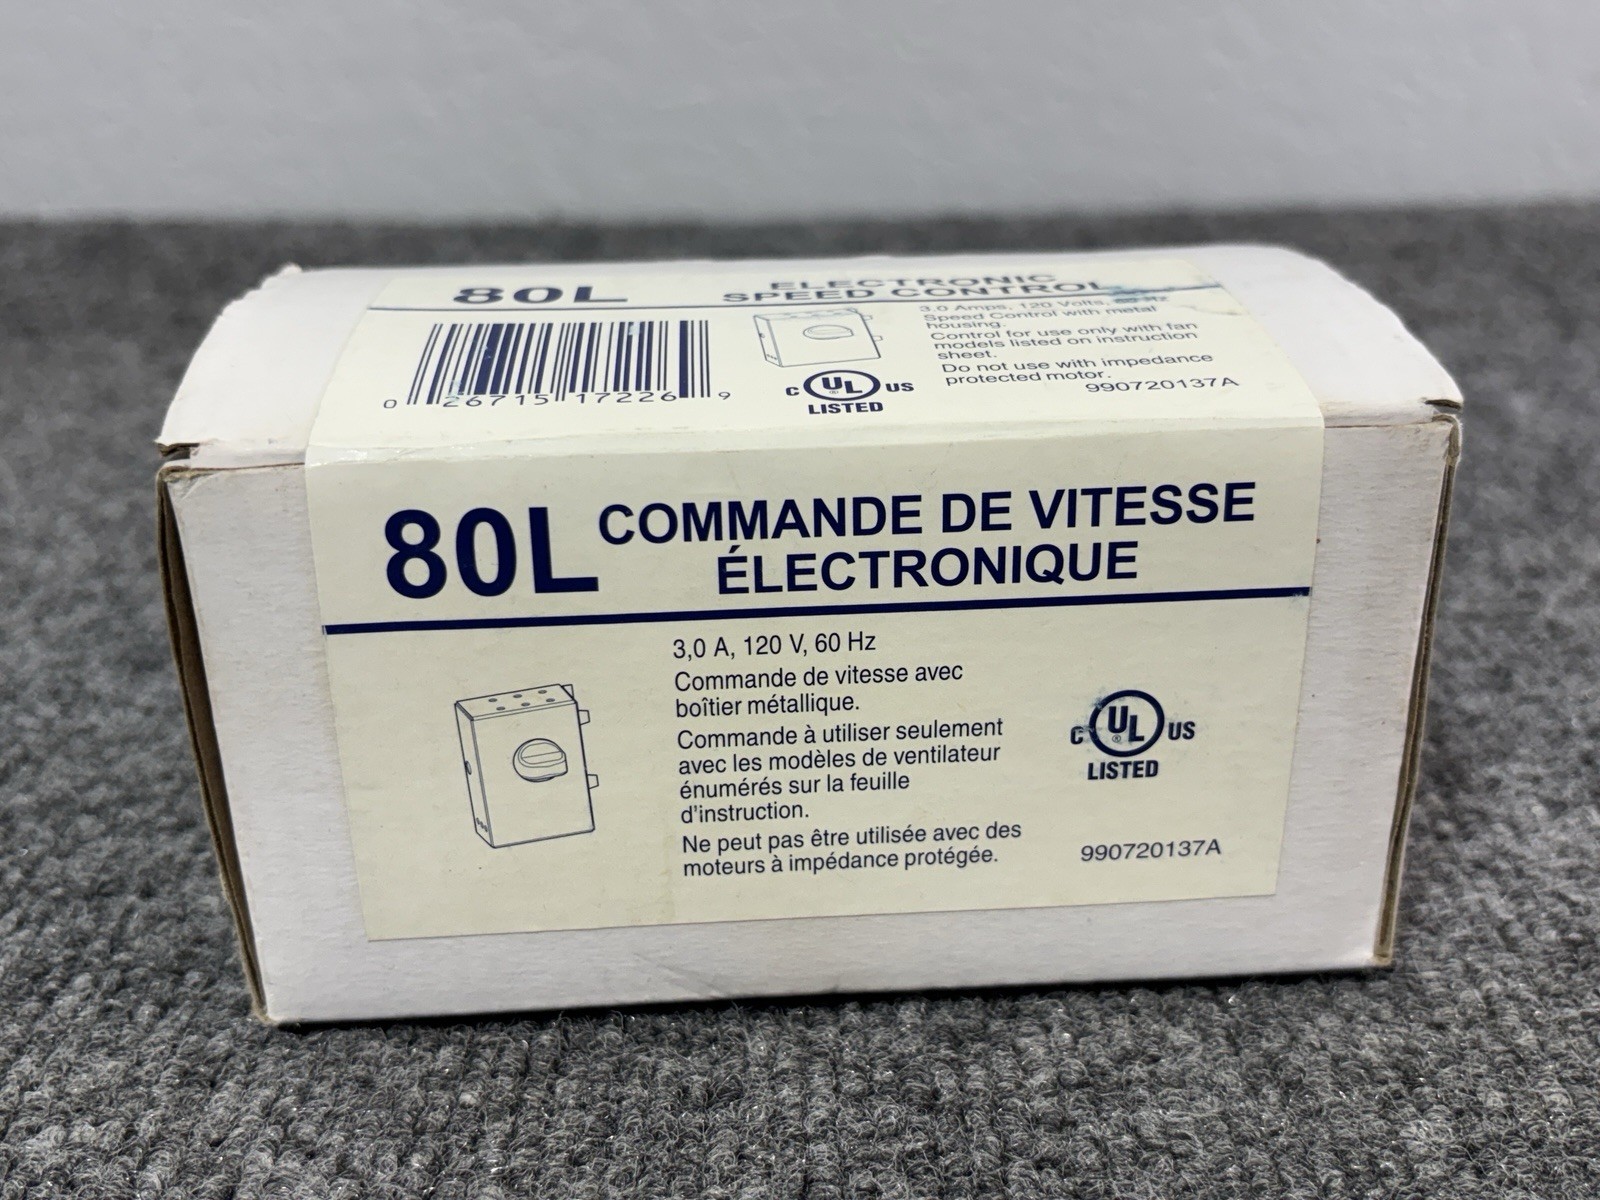 80L
ELECTRONIC
SPEED CONTROL
3.0 Amps, 120 Volts, 60 Hz
Speed Control with metal
housing.
Control for use only with fan
models listed on instruction
sheet.
Do not use with impedance
protected motor.
990720137A
0 26715 17226 9
C UL ® US
LISTED
80L
COMMANDE DE VITESSE
ÉLECTRONIQUE
3,0 A, 120 V, 60 Hz
Commande de vitesse avec
boîtier métallique.
Commande à utiliser seulement
avec les modèles de ventilateur
énumérés sur la feuille
d'instruction.
Ne peut pas être utilisée avec des
moteurs à impédance protégée.
C UL ® US
LISTED
990720137A